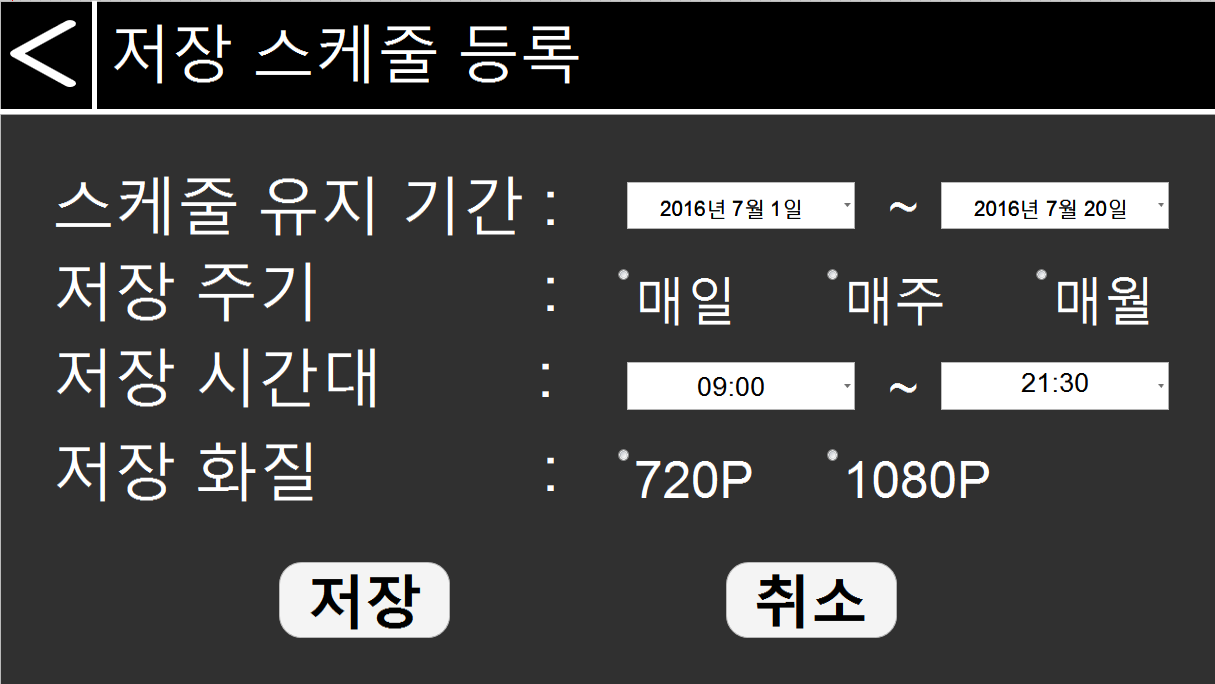 < 저장 스케줄 등록
스케줄 유지 기간 : 2016년 7월 1일 ~ 2016년 7월 20일
저장 주기 : 매일 매주 매월
저장 시간대 : 09:00 ~ 21:30
저장 화질 : 720P 1080P
저장 취소